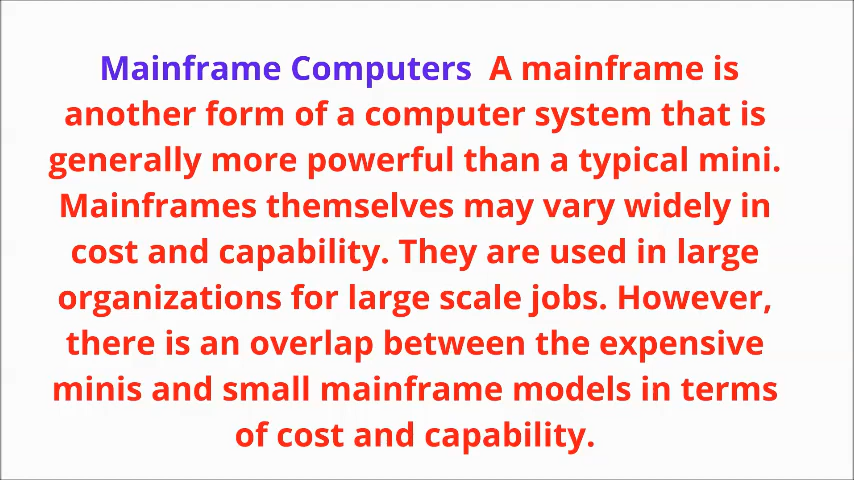 Mainframe Computers  A mainframe is
another form of a computer system that is
generally more powerful than a typical mini.
Mainframes themselves may vary widely in
cost and capability. They are used in large
organizations for large scale jobs. However,
there is an overlap between the expensive
minis and small mainframe models in terms
of cost and capability.